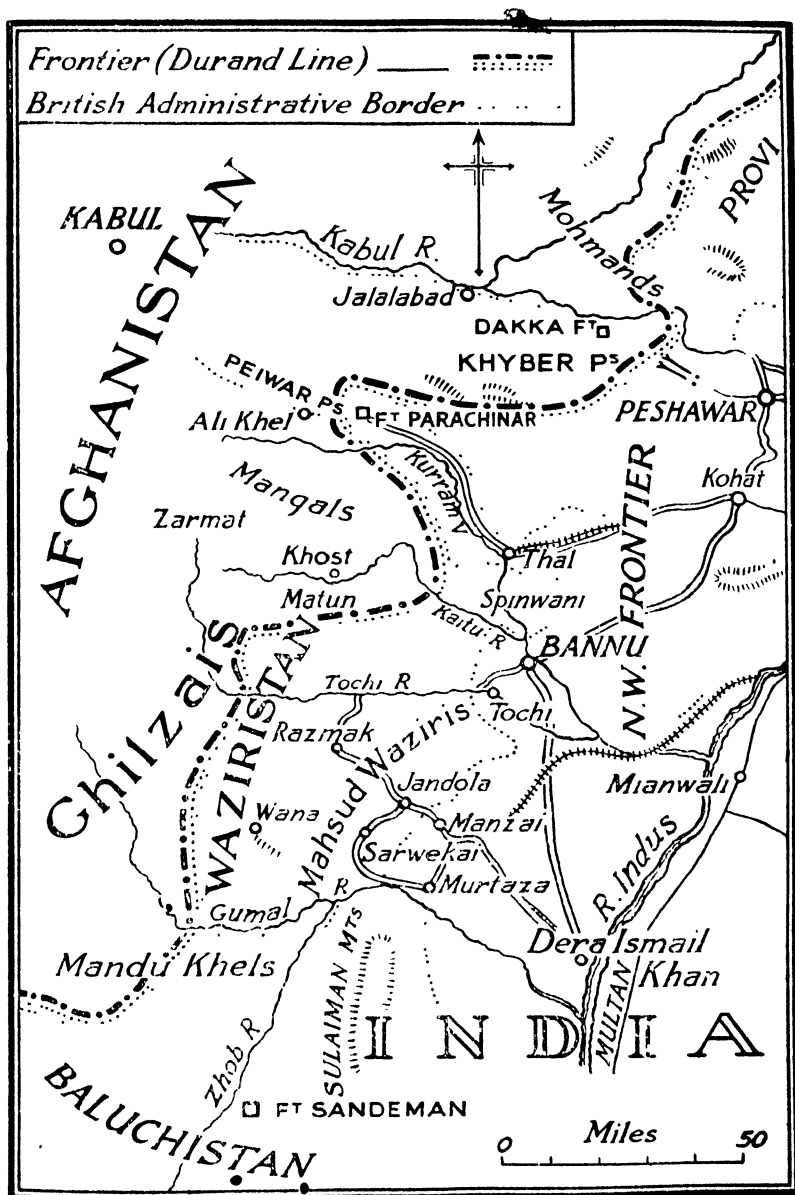 Frontier (Durand Line)
British Administrative Border
KABUL
AFGHANISTAN
Kabul R.
Jalalabad
Mohmands
PROVI
DAKKA FT
KHYBER PS
PEIWAR PS
FT PARACHINAR
Ali Khel
PESHAWAR
Kurram V
Mangals
Kohat
Zarmat
Khost
Thal
Matun
Spinwani
Kaitu R
N.W. FRONTIER
BANNU
Ghilzais
WAZIRISTAN
Tochi R
Tochi
Razmak
Mahsud Waziris
Jandola
Mianwali
Wana
Manzai
Sarwekai
Murtaza
R. Indus
Gumal R
Dera Ismail
Khan
Mandu Khels
SULAIMAN MTS
MULTAN
INDIA
Zhob R
BALUCHISTAN
FT SANDEMAN
Miles
0 50